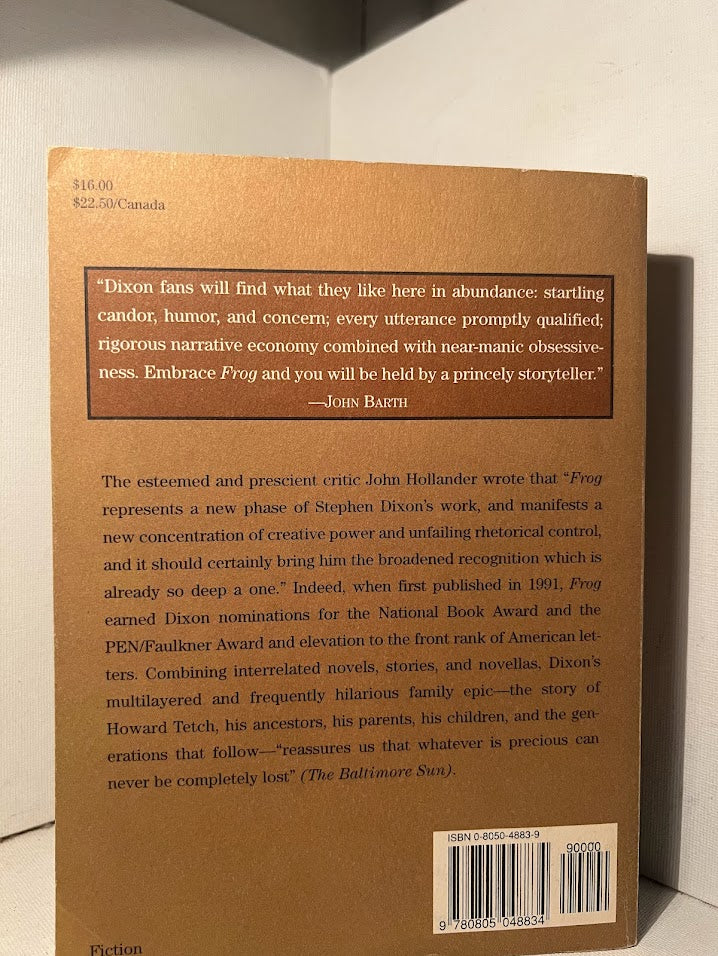 $16.00
$22.50/Canada
“Dixon fans will find what they like here in abundance: startling
candor, humor, and concern; every utterance promptly qualified;
rigorous narrative economy combined with near-manic obsessive-
ness. Embrace Frog and you will be held by a princely storyteller.”
—JOHN BARTH
The esteemed and prescient critic John Hollander wrote that “Frog
represents a new phase of Stephen Dixon’s work, and manifests a
new concentration of creative power and unfailing rhetorical control,
and it should certainly bring him the broadened recognition which is
already so deep a one.” Indeed, when first published in 1991, Frog
earned Dixon nominations for the National Book Award and the
PEN/Faulkner Award and elevation to the front rank of American let-
ters. Combining interrelated novels, stories, and novellas, Dixon’s
multilayered and frequently hilarious family epic—the story of
Howard Tetch, his ancestors, his parents, his children, and the gen-
erations that follow—“reassures us that whatever is precious can
never be completely lost” (The Baltimore Sun).
ISBN 0-8050-4883-9
90000
9 780805 048834
Fiction